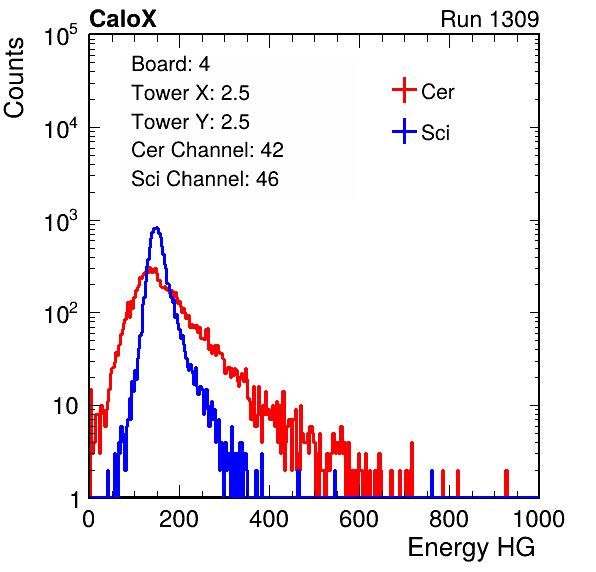 CaloX Run 1309
Counts
Board: 4
Tower X: 2.5
Tower Y: 2.5
Cer Channel: 42
Sci Channel: 46
Cer
Sci
10^5
10^4
10^3
10^2
10
1
0 200 400 600 800 1000
Energy HG